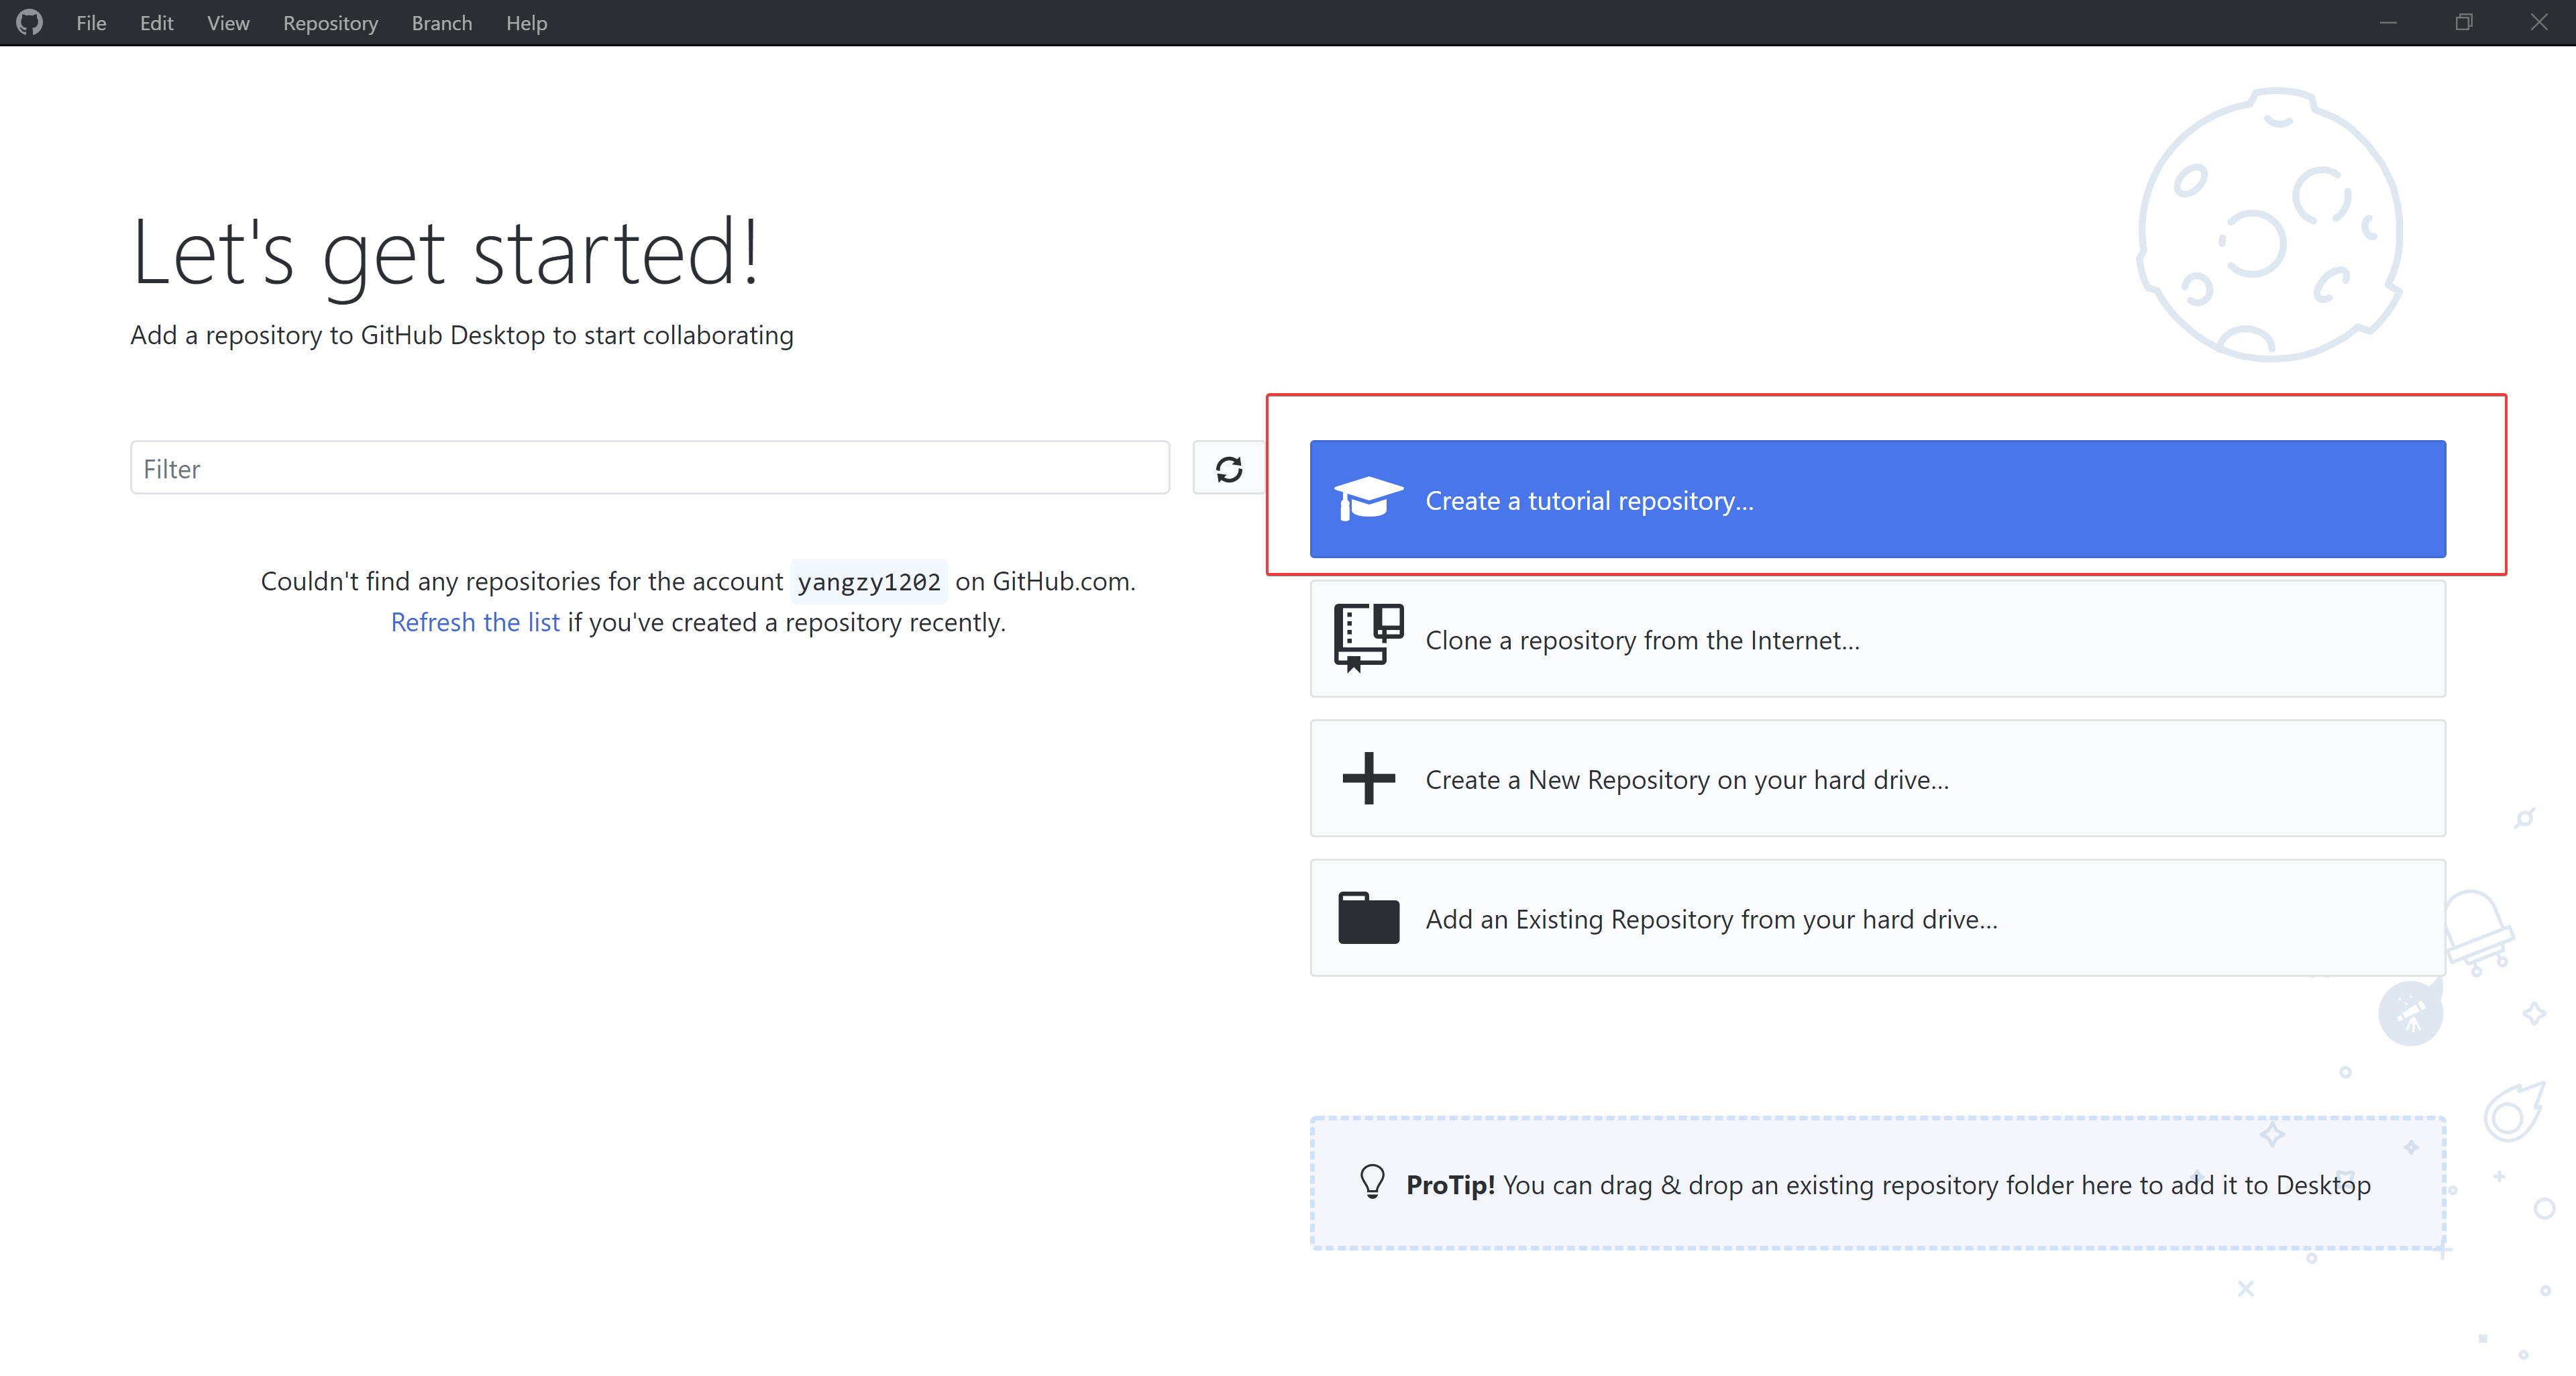 File Edit View Repository Branch Help
Let's get started!
Add a repository to GitHub Desktop to start collaborating
Filter
Couldn't find any repositories for the account yangzy1202 on GitHub.com.
Refresh the list if you've created a repository recently.
Create a tutorial repository...
Clone a repository from the Internet...
Create a New Repository on your hard drive...
Add an Existing Repository from your hard drive...
ProTip! You can drag & drop an existing repository folder here to add it to Desktop